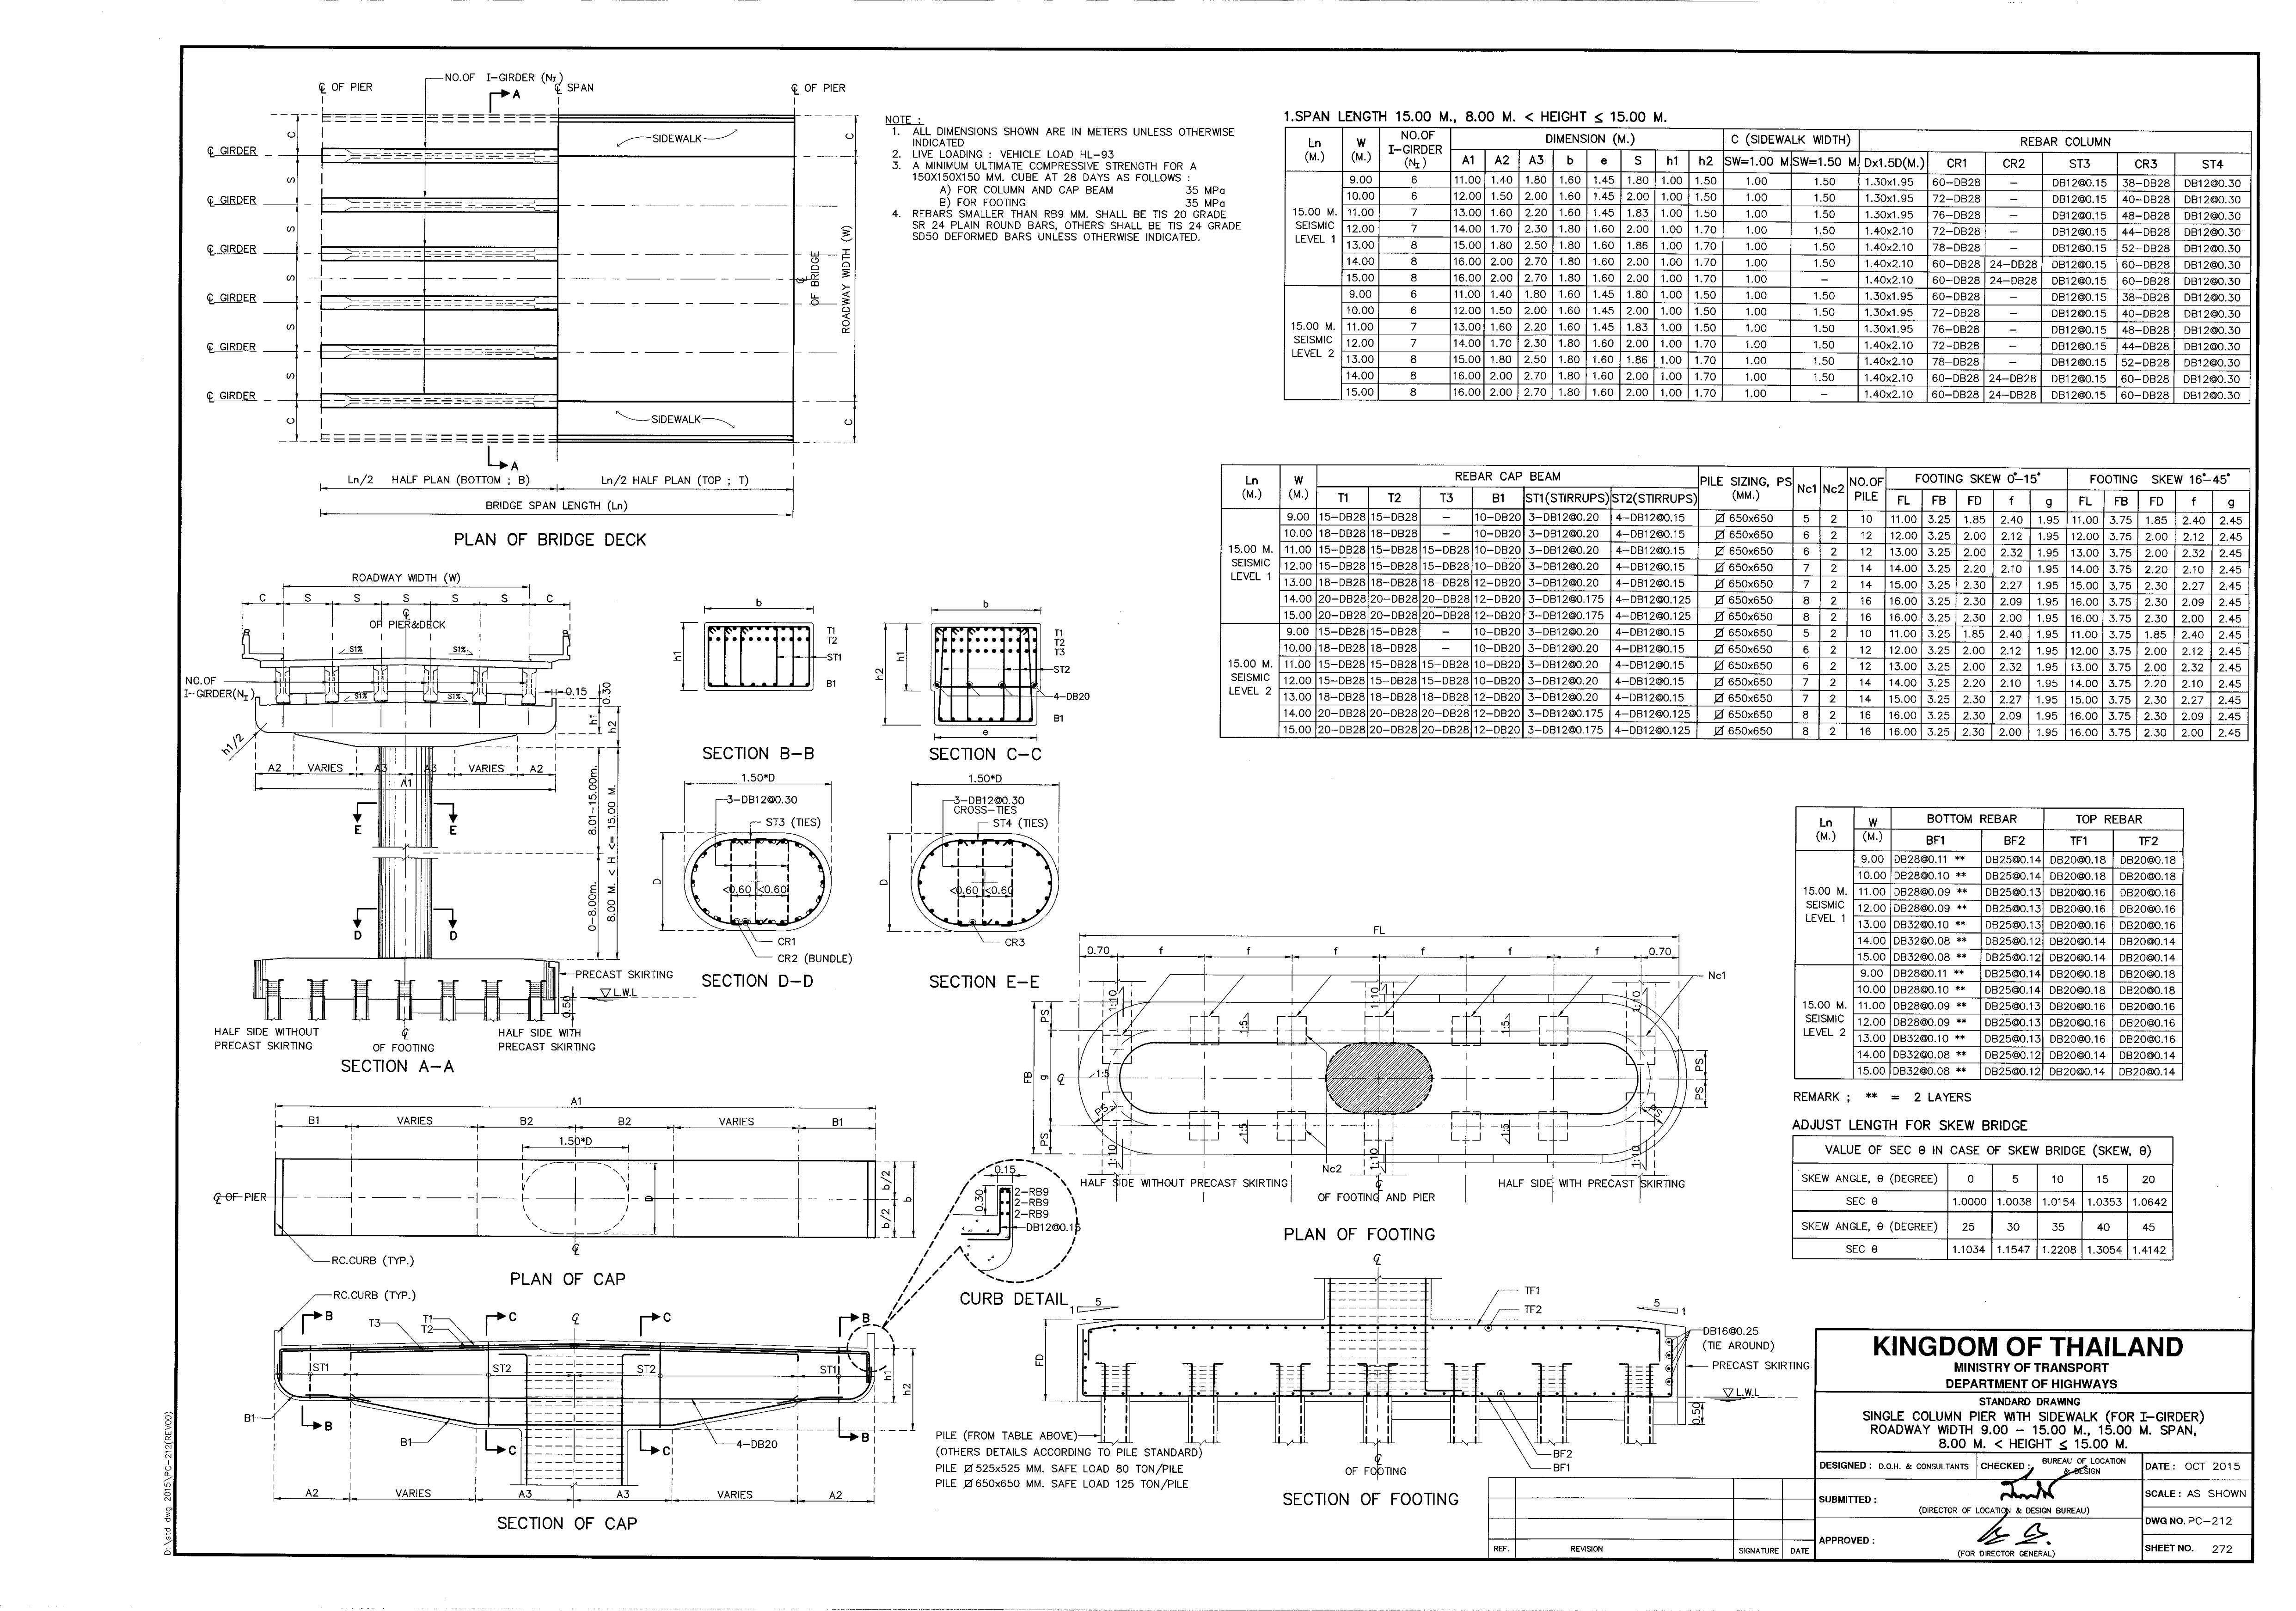 ℄ OF PIER
NO.OF I-GIRDER (NI)
A
℄ SPAN
℄ OF PIER
C
SIDEWALK
C
℄ GIRDER
S
℄ GIRDER
S
℄ GIRDER
S
℄ OF BRIDGE
ROADWAY WIDTH (W)
℄ GIRDER
S
℄ GIRDER
S
℄ GIRDER
C
SIDEWALK
C
A
Ln/2 HALF PLAN (BOTTOM ; B)
Ln/2 HALF PLAN (TOP ; T)
BRIDGE SPAN LENGTH (Ln)
PLAN OF BRIDGE DECK
NOTE :
1. ALL DIMENSIONS SHOWN ARE IN METERS UNLESS OTHERWISE
INDICATED
2. LIVE LOADING : VEHICLE LOAD HL-93
3. A MINIMUM ULTIMATE COMPRESSIVE STRENGTH FOR A
150X150X150 MM. CUBE AT 28 DAYS AS FOLLOWS :
A) FOR COLUMN AND CAP BEAM 35 MPa
B) FOR FOOTING 35 MPa
4. REBARS SMALLER THAN RB9 MM. SHALL BE TIS 20 GRADE
SR 24 PLAIN ROUND BARS, OTHERS SHALL BE TIS 24 GRADE
SD50 DEFORMED BARS UNLESS OTHERWISE INDICATED.
1.SPAN LENGTH 15.00 M., 8.00 M. < HEIGHT ≤ 15.00 M.
Ln (M.) W (M.) NO.OF I-GIRDER (NI) DIMENSION (M.) C (SIDEWALK WIDTH) REBAR COLUMN
A1 A2 A3 b e S h1 h2 SW=1.00 M. SW=1.50 M. Dx1.5D(M.) CR1 CR2 ST3 CR3 ST4
15.00 M. SEISMIC LEVEL 1
9.00 6 11.00 1.40 1.80 1.60 1.45 1.80 1.00 1.50 1.00 1.50 1.30x1.95 60-DB28 - DB12@0.15 38-DB28 DB12@0.30
10.00 6 12.00 1.50 2.00 1.60 1.45 2.00 1.00 1.50 1.00 1.50 1.30x1.95 72-DB28 - DB12@0.15 40-DB28 DB12@0.30
11.00 7 13.00 1.60 2.20 1.60 1.45 1.83 1.00 1.50 1.00 1.50 1.30x1.95 76-DB28 - DB12@0.15 48-DB28 DB12@0.30
12.00 7 14.00 1.70 2.30 1.80 1.60 2.00 1.00 1.70 1.00 1.50 1.40x2.10 72-DB28 - DB12@0.15 44-DB28 DB12@0.30
13.00 8 15.00 1.80 2.50 1.80 1.60 1.86 1.00 1.70 1.00 1.50 1.40x2.10 78-DB28 - DB12@0.15 52-DB28 DB12@0.30
14.00 8 16.00 2.00 2.70 1.80 1.60 2.00 1.00 1.70 1.00 1.50 1.40x2.10 60-DB28 24-DB28 DB12@0.15 60-DB28 DB12@0.30
15.00 8 16.00 2.00 2.70 1.80 1.60 2.00 1.00 1.70 1.00 - 1.40x2.10 60-DB28 24-DB28 DB12@0.15 60-DB28 DB12@0.30
15.00 M. SEISMIC LEVEL 2
9.00 6 11.00 1.40 1.80 1.60 1.45 1.80 1.00 1.50 1.00 1.50 1.30x1.95 60-DB28 - DB12@0.15 38-DB28 DB12@0.30
10.00 6 12.00 1.50 2.00 1.60 1.45 2.00 1.00 1.50 1.00 1.50 1.30x1.95 72-DB28 - DB12@0.15 40-DB28 DB12@0.30
11.00 7 13.00 1.60 2.20 1.60 1.45 1.83 1.00 1.50 1.00 1.50 1.30x1.95 76-DB28 - DB12@0.15 48-DB28 DB12@0.30
12.00 7 14.00 1.70 2.30 1.80 1.60 2.00 1.00 1.70 1.00 1.50 1.40x2.10 72-DB28 - DB12@0.15 44-DB28 DB12@0.30
13.00 8 15.00 1.80 2.50 1.80 1.60 1.86 1.00 1.70 1.00 1.50 1.40x2.10 78-DB28 - DB12@0.15 52-DB28 DB12@0.30
14.00 8 16.00 2.00 2.70 1.80 1.60 2.00 1.00 1.70 1.00 1.50 1.40x2.10 60-DB28 24-DB28 DB12@0.15 60-DB28 DB12@0.30
15.00 8 16.00 2.00 2.70 1.80 1.60 2.00 1.00 1.70 1.00 - 1.40x2.10 60-DB28 24-DB28 DB12@0.15 60-DB28 DB12@0.30
Ln (M.) W (M.) REBAR CAP BEAM PILE SIZING, PS (MM.) Nc1 Nc2 NO.OF PILE FOOTING SKEW 0°-15° FOOTING SKEW 16°-45°
T1 T2 T3 B1 ST1(STIRRUPS) ST2(STIRRUPS) FL FB FD f g FL FB FD f g
15.00 M. SEISMIC LEVEL 1
9.00 15-DB28 15-DB28 - 10-DB20 3-DB12@0.20 4-DB12@0.15 650x650 5 2 10 11.00 3.25 1.85 2.40 1.95 11.00 3.75 1.85 2.40 2.45
10.00 18-DB28 18-DB28 - 10-DB20 3-DB12@0.20 4-DB12@0.15 650x650 6 2 12 12.00 3.25 2.00 2.12 1.95 12.00 3.75 2.00 2.12 2.45
11.00 15-DB28 15-DB28 15-DB28 10-DB20 3-DB12@0.20 4-DB12@0.15 650x650 6 2 12 13.00 3.25 2.00 2.32 1.95 13.00 3.75 2.00 2.32 2.45
12.00 15-DB28 15-DB28 15-DB28 10-DB20 3-DB12@0.20 4-DB12@0.15 650x650 7 2 14 14.00 3.25 2.20 2.10 1.95 14.00 3.75 2.20 2.10 2.45
13.00 18-DB28 18-DB28 18-DB28 12-DB20 3-DB12@0.20 4-DB12@0.15 650x650 7 2 14 15.00 3.25 2.30 2.27 1.95 15.00 3.75 2.30 2.27 2.45
14.00 20-DB28 20-DB28 20-DB28 12-DB20 3-DB12@0.175 4-DB12@0.125 650x650 8 2 16 16.00 3.25 2.30 2.09 1.95 16.00 3.75 2.30 2.09 2.45
15.00 20-DB28 20-DB28 20-DB28 12-DB20 3-DB12@0.175 4-DB12@0.125 650x650 8 2 16 16.00 3.25 2.30 2.00 1.95 16.00 3.75 2.30 2.00 2.45
15.00 M. SEISMIC LEVEL 2
9.00 15-DB28 15-DB28 - 10-DB20 3-DB12@0.20 4-DB12@0.15 650x650 5 2 10 11.00 3.25 1.85 2.40 1.95 11.00 3.75 1.85 2.40 2.45
10.00 18-DB28 18-DB28 - 10-DB20 3-DB12@0.20 4-DB12@0.15 650x650 6 2 12 12.00 3.25 2.00 2.12 1.95 12.00 3.75 2.00 2.12 2.45
11.00 15-DB28 15-DB28 15-DB28 10-DB20 3-DB12@0.20 4-DB12@0.15 650x650 6 2 12 13.00 3.25 2.00 2.32 1.95 13.00 3.75 2.00 2.32 2.45
12.00 15-DB28 15-DB28 15-DB28 10-DB20 3-DB12@0.20 4-DB12@0.15 650x650 7 2 14 14.00 3.25 2.20 2.10 1.95 14.00 3.75 2.20 2.10 2.45
13.00 18-DB28 18-DB28 18-DB28 12-DB20 3-DB12@0.20 4-DB12@0.15 650x650 7 2 14 15.00 3.25 2.30 2.27 1.95 15.00 3.75 2.30 2.27 2.45
14.00 20-DB28 20-DB28 20-DB28 12-DB20 3-DB12@0.175 4-DB12@0.125 650x650 8 2 16 16.00 3.25 2.30 2.09 1.95 16.00 3.75 2.30 2.09 2.45
15.00 20-DB28 20-DB28 20-DB28 12-DB20 3-DB12@0.175 4-DB12@0.125 650x650 8 2 16 16.00 3.25 2.30 2.00 1.95 16.00 3.75 2.30 2.00 2.45
ROADWAY WIDTH (W)
C S S S S S C
℄
OF PIER&DECK
S1% S1%
NO.OF
I-GIRDER(NI)
S1% S1%
0.15
0.30
h1
h2
h1/2
A2 VARIES A3 A3 VARIES A2
A1
E E
8.01-15.00m.
8.00 M. < H <= 15.00 M.
0-8.00m.
D D
PRECAST SKIRTING
L.W.L
0.50
HALF SIDE WITHOUT
PRECAST SKIRTING
℄
OF FOOTING
HALF SIDE WITH
PRECAST SKIRTING
SECTION A-A
b
h1
T1
T2
ST1
B1
SECTION B-B
b
h1
h2
T1
T2
T3
ST2
4-DB20
B1
e
SECTION C-C
1.50*D
3-DB12@0.30
ST3 (TIES)
D
<0.60 <0.60
CR1
CR2 (BUNDLE)
SECTION D-D
1.50*D
3-DB12@0.30
CROSS-TIES
ST4 (TIES)
D
<0.60 <0.60
CR3
SECTION E-E
FL
0.70 f f f f f f 0.70
Nc1
1:10 1:10 1:10
PS
1:5 1:5
FB g ℄
1:5
PS
PS
PS PS
PS
1:5 1:5
1:10 1:10 1:10
Nc2
HALF SIDE WITHOUT PRECAST SKIRTING
℄
OF FOOTING AND PIER
HALF SIDE WITH PRECAST SKIRTING
PLAN OF FOOTING
Ln (M.) W (M.) BOTTOM REBAR TOP REBAR
BF1 BF2 TF1 TF2
15.00 M. SEISMIC LEVEL 1
9.00 DB28@0.11 ** DB25@0.14 DB20@0.18 DB20@0.18
10.00 DB28@0.10 ** DB25@0.14 DB20@0.18 DB20@0.18
11.00 DB28@0.09 ** DB25@0.13 DB20@0.16 DB20@0.16
12.00 DB28@0.09 ** DB25@0.13 DB20@0.16 DB20@0.16
13.00 DB32@0.10 ** DB25@0.13 DB20@0.16 DB20@0.16
14.00 DB32@0.08 ** DB25@0.12 DB20@0.14 DB20@0.14
15.00 DB32@0.08 ** DB25@0.12 DB20@0.14 DB20@0.14
15.00 M. SEISMIC LEVEL 2
9.00 DB28@0.11 ** DB25@0.14 DB20@0.18 DB20@0.18
10.00 DB28@0.10 ** DB25@0.14 DB20@0.18 DB20@0.18
11.00 DB28@0.09 ** DB25@0.13 DB20@0.16 DB20@0.16
12.00 DB28@0.09 ** DB25@0.13 DB20@0.16 DB20@0.16
13.00 DB32@0.10 ** DB25@0.13 DB20@0.16 DB20@0.16
14.00 DB32@0.08 ** DB25@0.12 DB20@0.14 DB20@0.14
15.00 DB32@0.08 ** DB25@0.12 DB20@0.14 DB20@0.14
REMARK ; ** = 2 LAYERS
ADJUST LENGTH FOR SKEW BRIDGE
VALUE OF SEC θ IN CASE OF SKEW BRIDGE (SKEW, θ)
SKEW ANGLE, θ (DEGREE) 0 5 10 15 20
SEC θ 1.0000 1.0038 1.0154 1.0353 1.0642
SKEW ANGLE, θ (DEGREE) 25 30 35 40 45
SEC θ 1.1034 1.1547 1.2208 1.3054 1.4142
A1
B1 VARIES B2 B2 VARIES B1
1.50*D
℄ OF PIER
D
b/2
b/2
b
℄
RC.CURB (TYP.)
PLAN OF CAP
0.15
0.30
2-RB9
2-RB9
2-RB9
DB12@0.15
CURB DETAIL
RC.CURB (TYP.)
B C ℄ C B
T3 T1
T2
ST1 ST2 ST2 ST1
h1
h2
B1
B
B1
C C
4-DB20
B
A2 VARIES A3 A3 VARIES A2
SECTION OF CAP
℄
5
1
TF1
TF2
5
1
DB16@0.25
(TIE AROUND)
PRECAST SKIRTING
FD
L.W.L
0.50
PILE (FROM TABLE ABOVE)
(OTHERS DETAILS ACCORDING TO PILE STANDARD)
PILE 525x525 MM. SAFE LOAD 80 TON/PILE
PILE 650x650 MM. SAFE LOAD 125 TON/PILE
BF2
BF1
℄
OF FOOTING
SECTION OF FOOTING
REF. REVISION SIGNATURE DATE
KINGDOM OF THAILAND
MINISTRY OF TRANSPORT
DEPARTMENT OF HIGHWAYS
STANDARD DRAWING
SINGLE COLUMN PIER WITH SIDEWALK (FOR I-GIRDER)
ROADWAY WIDTH 9.00 - 15.00 M., 15.00 M. SPAN,
8.00 M. < HEIGHT ≤ 15.00 M.
DESIGNED : D.O.H. & CONSULTANTS
CHECKED : BUREAU OF LOCATION & DESIGN
DATE : OCT 2015
SUBMITTED :
(DIRECTOR OF LOCATION & DESIGN BUREAU)
SCALE : AS SHOWN
DWG NO. PC-212
APPROVED :
(FOR DIRECTOR GENERAL)
SHEET NO. 272
D:\std dwg 2015\PC-212(REV00)